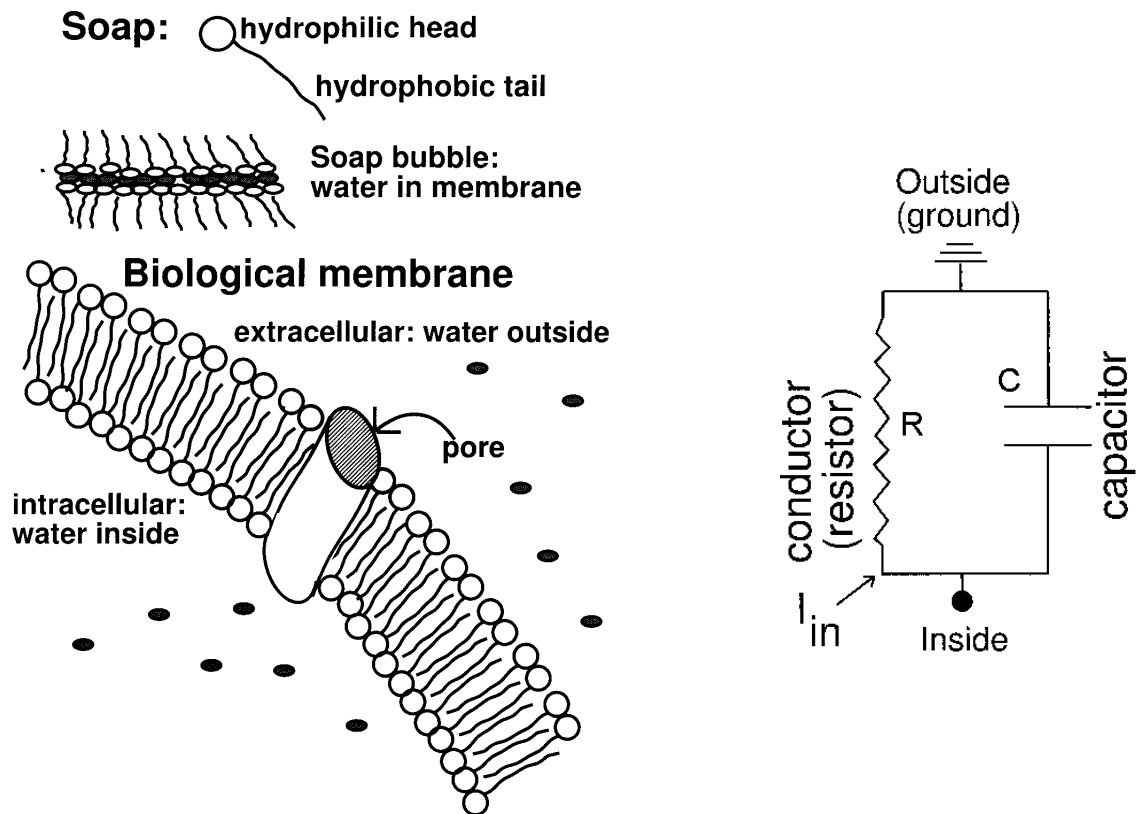 Soap:
hydrophilic head
hydrophobic tail
Soap bubble:
water in membrane
Biological membrane
extracellular: water outside
pore
intracellular:
water inside
Outside
(ground)
conductor
(resistor)
R
C
capacitor
Iin
Inside